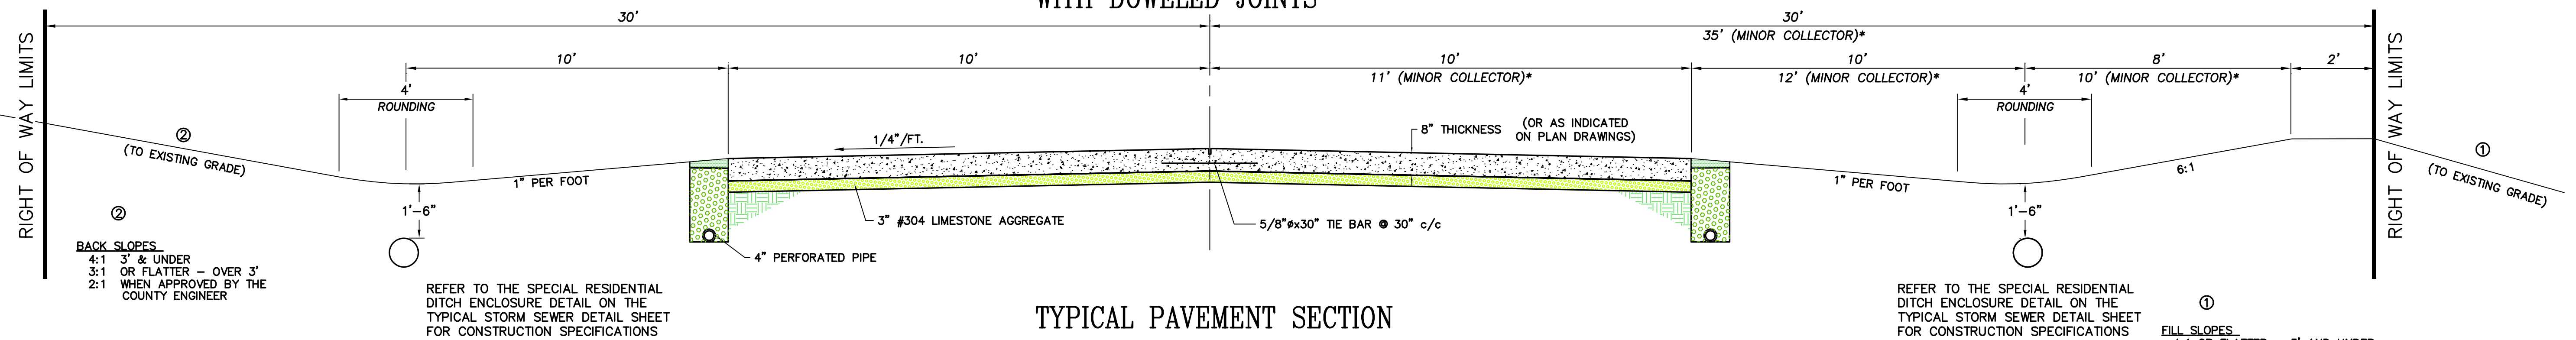 WITH DOWELED JOINTS
30'
30'
35' (MINOR COLLECTOR)*
10'
10'
10'
11' (MINOR COLLECTOR)*
10'
12' (MINOR COLLECTOR)*
8'
10' (MINOR COLLECTOR)*
2'
RIGHT OF WAY LIMITS
4'
ROUNDING
4'
ROUNDING
RIGHT OF WAY LIMITS
2
(TO EXISTING GRADE)
1/4"/FT.
8" THICKNESS
(OR AS INDICATED
ON PLAN DRAWINGS)
1
(TO EXISTING GRADE)
1" PER FOOT
1" PER FOOT
6:1
1'-6"
1'-6"
3" #304 LIMESTONE AGGREGATE
5/8"øx30" TIE BAR @ 30" c/c
4" PERFORATED PIPE
2
BACK SLOPES
4:1 3' & UNDER
3:1 OR FLATTER - OVER 3'
2:1 WHEN APPROVED BY THE
COUNTY ENGINEER
REFER TO THE SPECIAL RESIDENTIAL
DITCH ENCLOSURE DETAIL ON THE
TYPICAL STORM SEWER DETAIL SHEET
FOR CONSTRUCTION SPECIFICATIONS
TYPICAL PAVEMENT SECTION
REFER TO THE SPECIAL RESIDENTIAL
DITCH ENCLOSURE DETAIL ON THE
TYPICAL STORM SEWER DETAIL SHEET
FOR CONSTRUCTION SPECIFICATIONS
1
FILL SLOPES